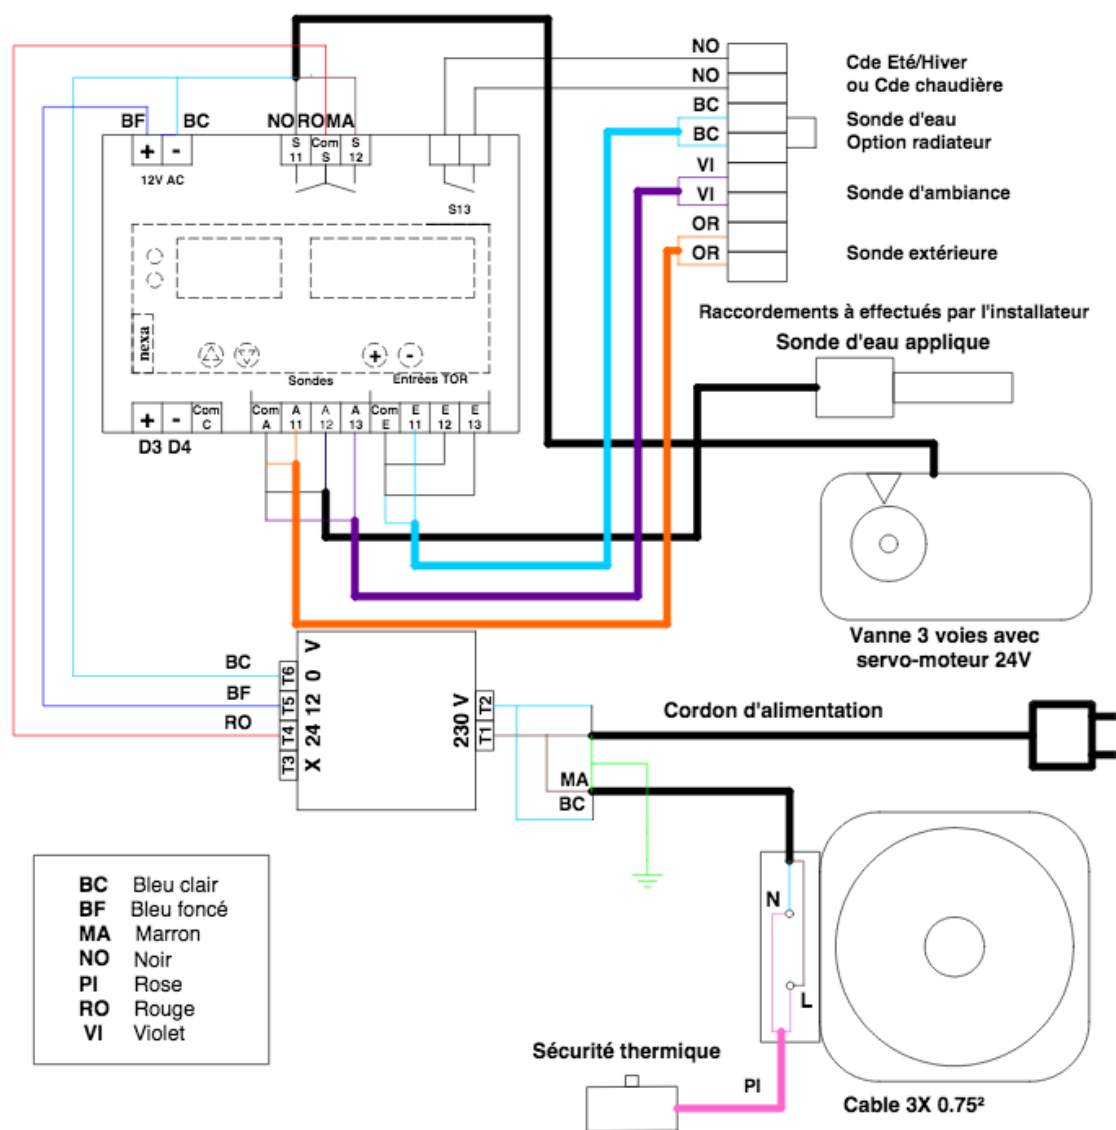 NO
Cde Eté/Hiver
NO
ou Cde chaudière
BC
Sonde d'eau
BC
Option radiateur
VI
VI
Sonde d'ambiance
OR
OR
Sonde extérieure
BF
BC
NO RO MA
+ -
S 11
Com S
S 12
12V AC
S13
nexa
+ -
Sondes
Entrées TOR
+ -
Com C
Com A
A 11
A 12
A 13
Com E
E 11
E 12
E 13
D3 D4
Raccordements à effectués par l'installateur
Sonde d'eau applique
Vanne 3 voies avec
servo-moteur 24V
BC
BF
RO
T6
T5
T4
T3
X 24 12 0 V
230 V
T2
T1
Cordon d'alimentation
MA
BC
BC Bleu clair
BF Bleu foncé
MA Marron
NO Noir
PI Rose
RO Rouge
VI Violet
N
L
Sécurité thermique
PI
Cable 3X 0.75²